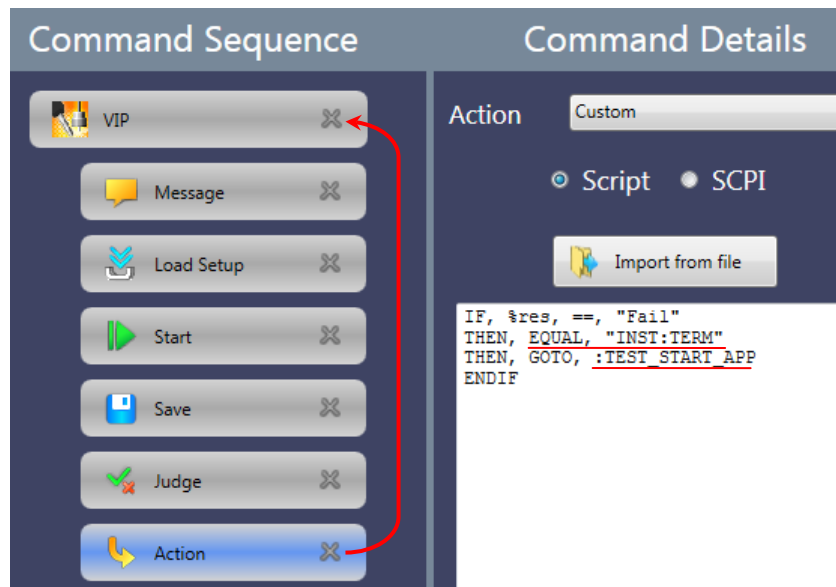 Command Sequence
VIP
Message
Load Setup
Start
Save
Judge
Action
Command Details
Action
Custom
Script
SCPI
Import from file
IF, %res, ==, "Fail"
THEN, EQUAL, "INST:TERM"
THEN, GOTO, :TEST_START_APP
ENDIF